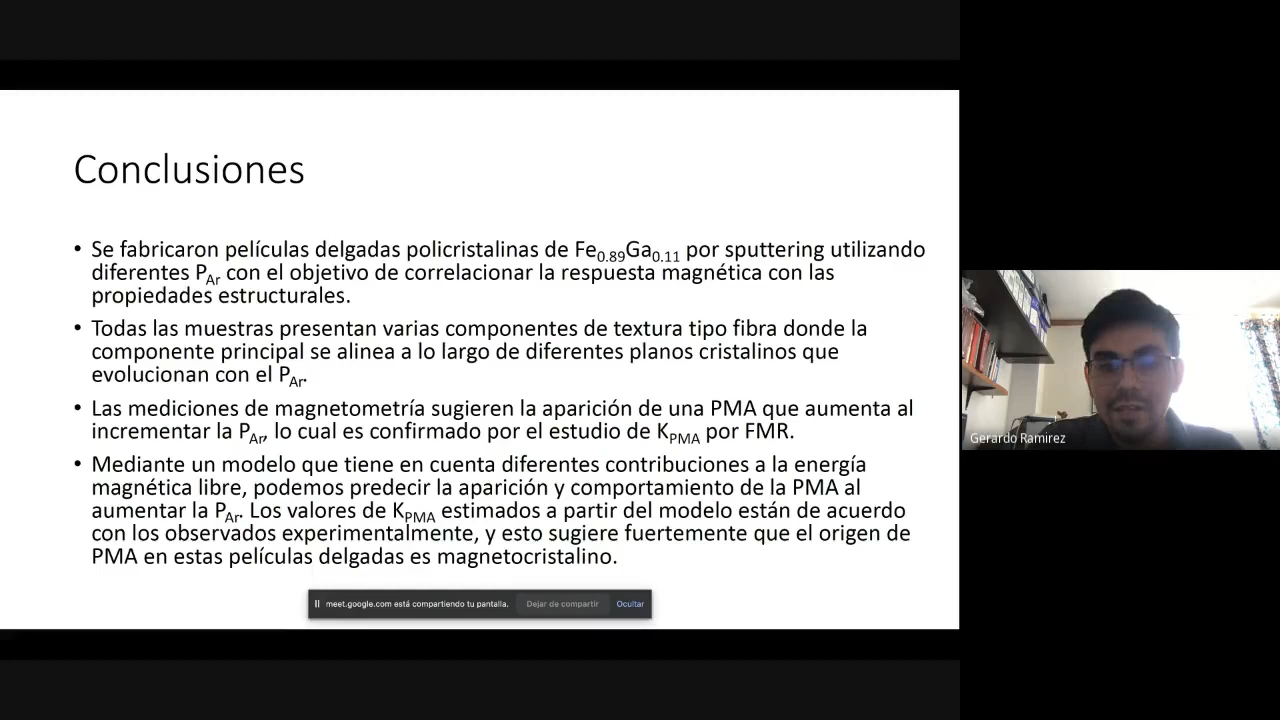 Conclusiones
• Se fabricaron películas delgadas policristalinas de Fe0.89Ga0.11 por sputtering utilizando
diferentes PAr con el objetivo de correlacionar la respuesta magnética con las
propiedades estructurales.
• Todas las muestras presentan varias componentes de textura tipo fibra donde la
componente principal se alinea a lo largo de diferentes planos cristalinos que
evolucionan con el PAr.
• Las mediciones de magnetometría sugieren la aparición de una PMA que aumenta al
incrementar la PAr, lo cual es confirmado por el estudio de KPMA por FMR.
• Mediante un modelo que tiene en cuenta diferentes contribuciones a la energía
magnética libre, podemos predecir la aparición y comportamiento de la PMA al
aumentar la PAr. Los valores de KPMA estimados a partir del modelo están de acuerdo
con los observados experimentalmente, y esto sugiere fuertemente que el origen de
PMA en estas películas delgadas es magnetocristalino.
meet.google.com está compartiendo tu pantalla. Dejar de compartir Ocultar
Gerardo Ramirez